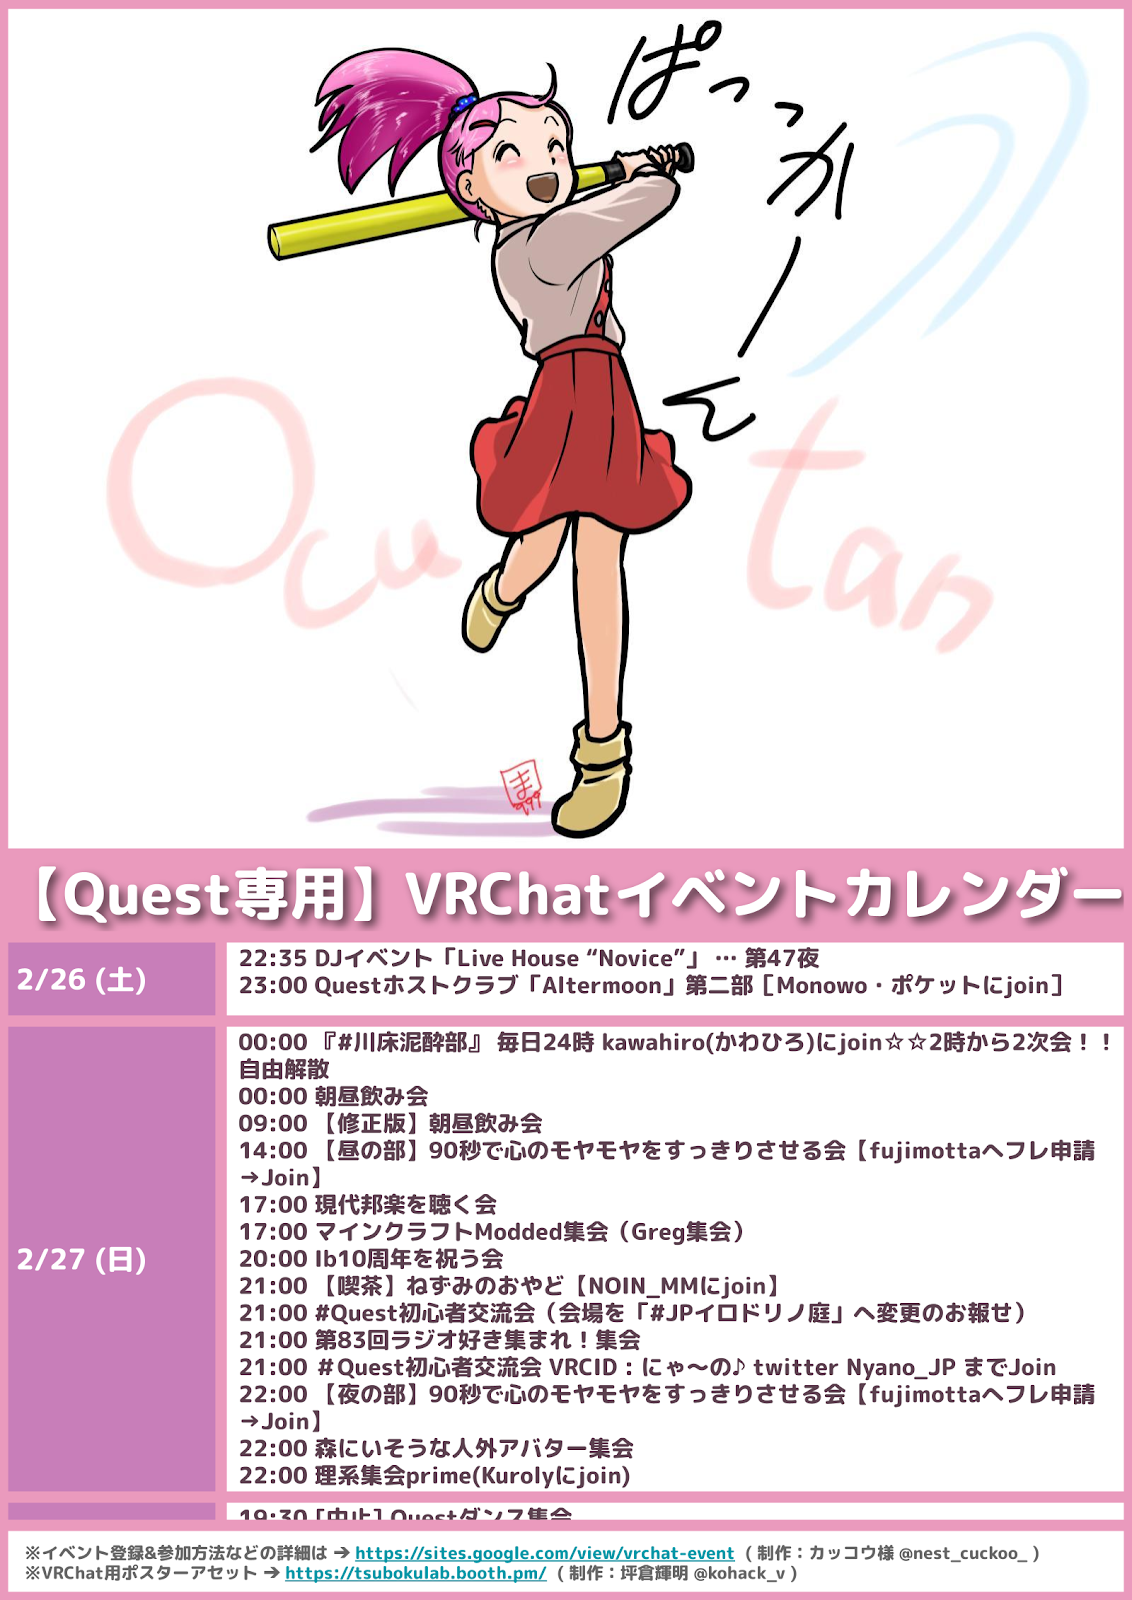 ぱっっかーん
Ocutan
ま
999
【Quest専用】VRChatイベントカレンダー
2/26 (土)
22:35 DJイベント「Live House “Novice”」 … 第47夜
23:00 Questホストクラブ「Altermoon」第二部［Monowo・ポケットにjoin］
2/27 (日)
00:00 『#川床泥酔部』 毎日24時 kawahiro(かわひろ)にjoin☆☆2時から2次会！！
自由解散
00:00 朝昼飲み会
09:00 【修正版】朝昼飲み会
14:00 【昼の部】90秒で心のモヤモヤをすっきりさせる会【fujimottaへフレ申請
→Join】
17:00 現代邦楽を聴く会
17:00 マインクラフトModded集会（Greg集会）
20:00 Ib10周年を祝う会
21:00 【喫茶】ねずみのおやど【NOIN_MMにjoin】
21:00 #Quest初心者交流会（会場を「#JPイロドリノ庭」へ変更のお報せ）
21:00 第83回ラジオ好き集まれ！集会
21:00 ＃Quest初心者交流会 VRCID：にゃ〜の♪ twitter Nyano_JP までJoin
22:00 【夜の部】90秒で心のモヤモヤをすっきりさせる会【fujimottaへフレ申請
→Join】
22:00 森にいそうな人外アバター集会
22:00 理系集会prime(Kurolyにjoin)
19:30 [中止] Questダンス集会
※イベント登録&参加方法などの詳細は ➔ https://sites.google.com/view/vrchat-event （制作：カッコウ様 @nest_cuckoo_ ）
※VRChat用ポスターアセット ➔ https://tsubokulab.booth.pm/ （制作：坪倉輝明 @kohack_v ）